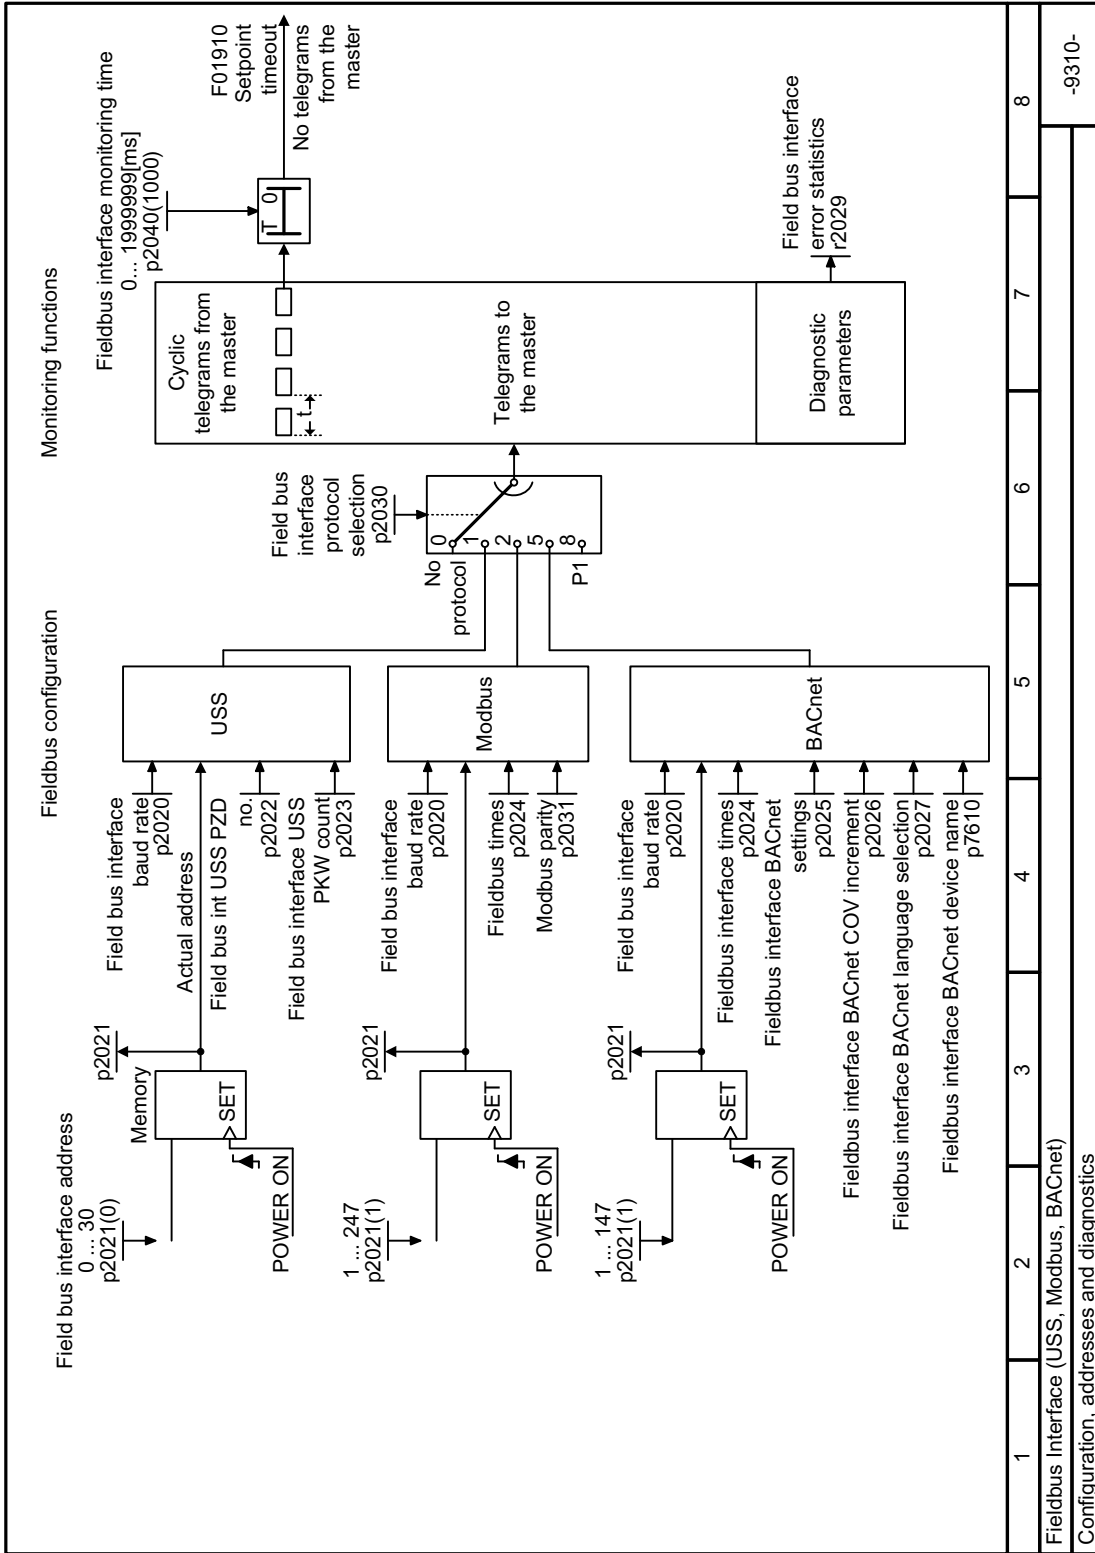 Fieldbus configuration
Monitoring functions
Field bus interface address
0 ... 30
p2021(0)
Memory
SET
POWER ON
p2021
Field bus interface
baud rate
p2020
Actual address
Field bus int USS PZD
no.
p2022
Field bus interface USS
PKW count
p2023
USS
1 ... 247
p2021(1)
SET
POWER ON
p2021
Field bus interface
baud rate
p2020
Fieldbus times
p2024
Modbus parity
p2031
Modbus
1 ... 147
p2021(1)
SET
POWER ON
p2021
Field bus interface
baud rate
p2020
Fieldbus interface times
p2024
Fieldbus interface BACnet
settings
p2025
Fieldbus interface BACnet COV increment
p2026
Fieldbus interface BACnet language selection
p2027
Fieldbus interface BACnet device name
p7610
BACnet
Field bus
interface
protocol
selection
p2030
No
protocol
0
1
2
5
8
P1
Fieldbus interface monitoring time
0... 1999999[ms]
p2040(1000)
Cyclic
telegrams from
the master
t
T 0
F01910
Setpoint
timeout
No telegrams
from the
master
Telegrams to
the master
Diagnostic
parameters
Field bus interface
error statistics
r2029
1 2 3 4 5 6 7 8
Fieldbus Interface (USS, Modbus, BACnet)
Configuration, addresses and diagnostics
-9310-